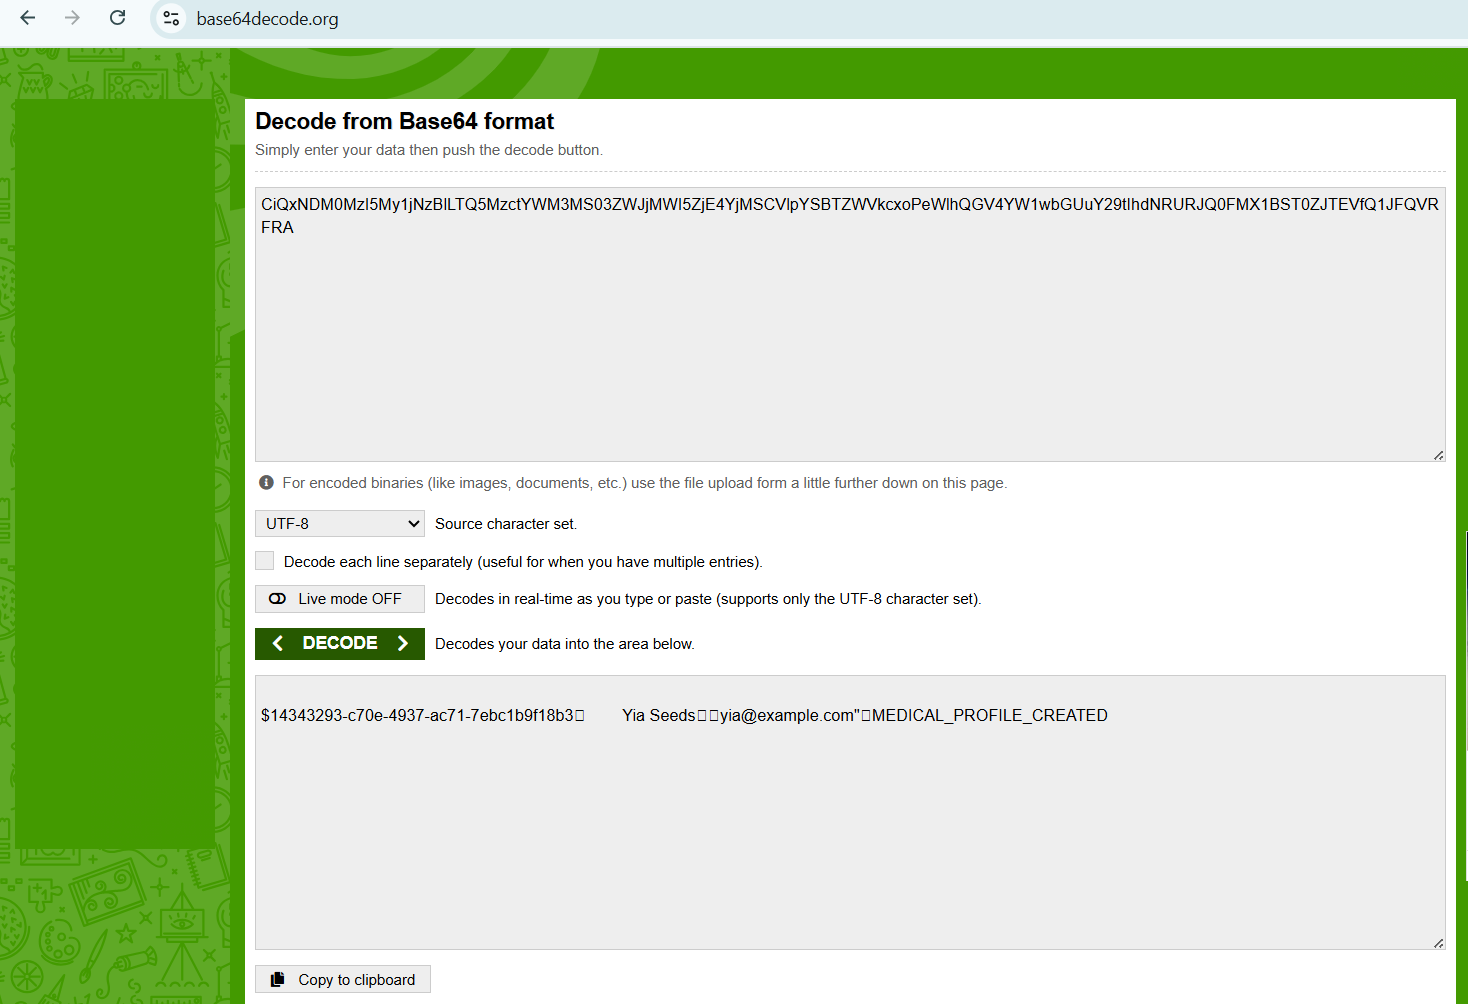 base64decode.org
Decode from Base64 format
Simply enter your data then push the decode button.
CiQxNDM0MzI5My1jNzBlLTQ5MzctYWM3MS03ZWJjMWI5ZjE4YjMSCVlpYSBTZWVkcxoPeWlhQGV4YW1wbGUuY29tIhdNRURJQ0FMX1BST0ZJTEVfQ1JFQVR
FRA
For encoded binaries (like images, documents, etc.) use the file upload form a little further down on this page.
UTF-8 Source character set.
Decode each line separately (useful for when you have multiple entries).
Live mode OFF Decodes in real-time as you type or paste (supports only the UTF-8 character set).
< DECODE > Decodes your data into the area below.
$14343293-c70e-4937-ac71-7ebc1b9f18b3□	Yia Seeds□□yia@example.com"□MEDICAL_PROFILE_CREATED
Copy to clipboard